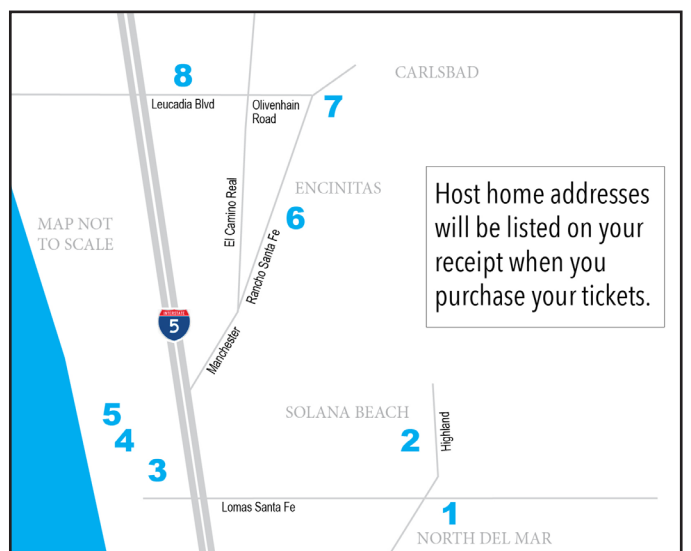 8
CARLSBAD
Leucadia Blvd
Olivenhain
Road
7
ENCINITAS
6
El Camino Real
Rancho Santa Fe
Host home addresses
will be listed on your
receipt when you
purchase your tickets.
MAP NOT
TO SCALE
INTERSTATE
5
Manchester
5
4
3
SOLANA BEACH
2
Highland
Lomas Santa Fe
1
NORTH DEL MAR